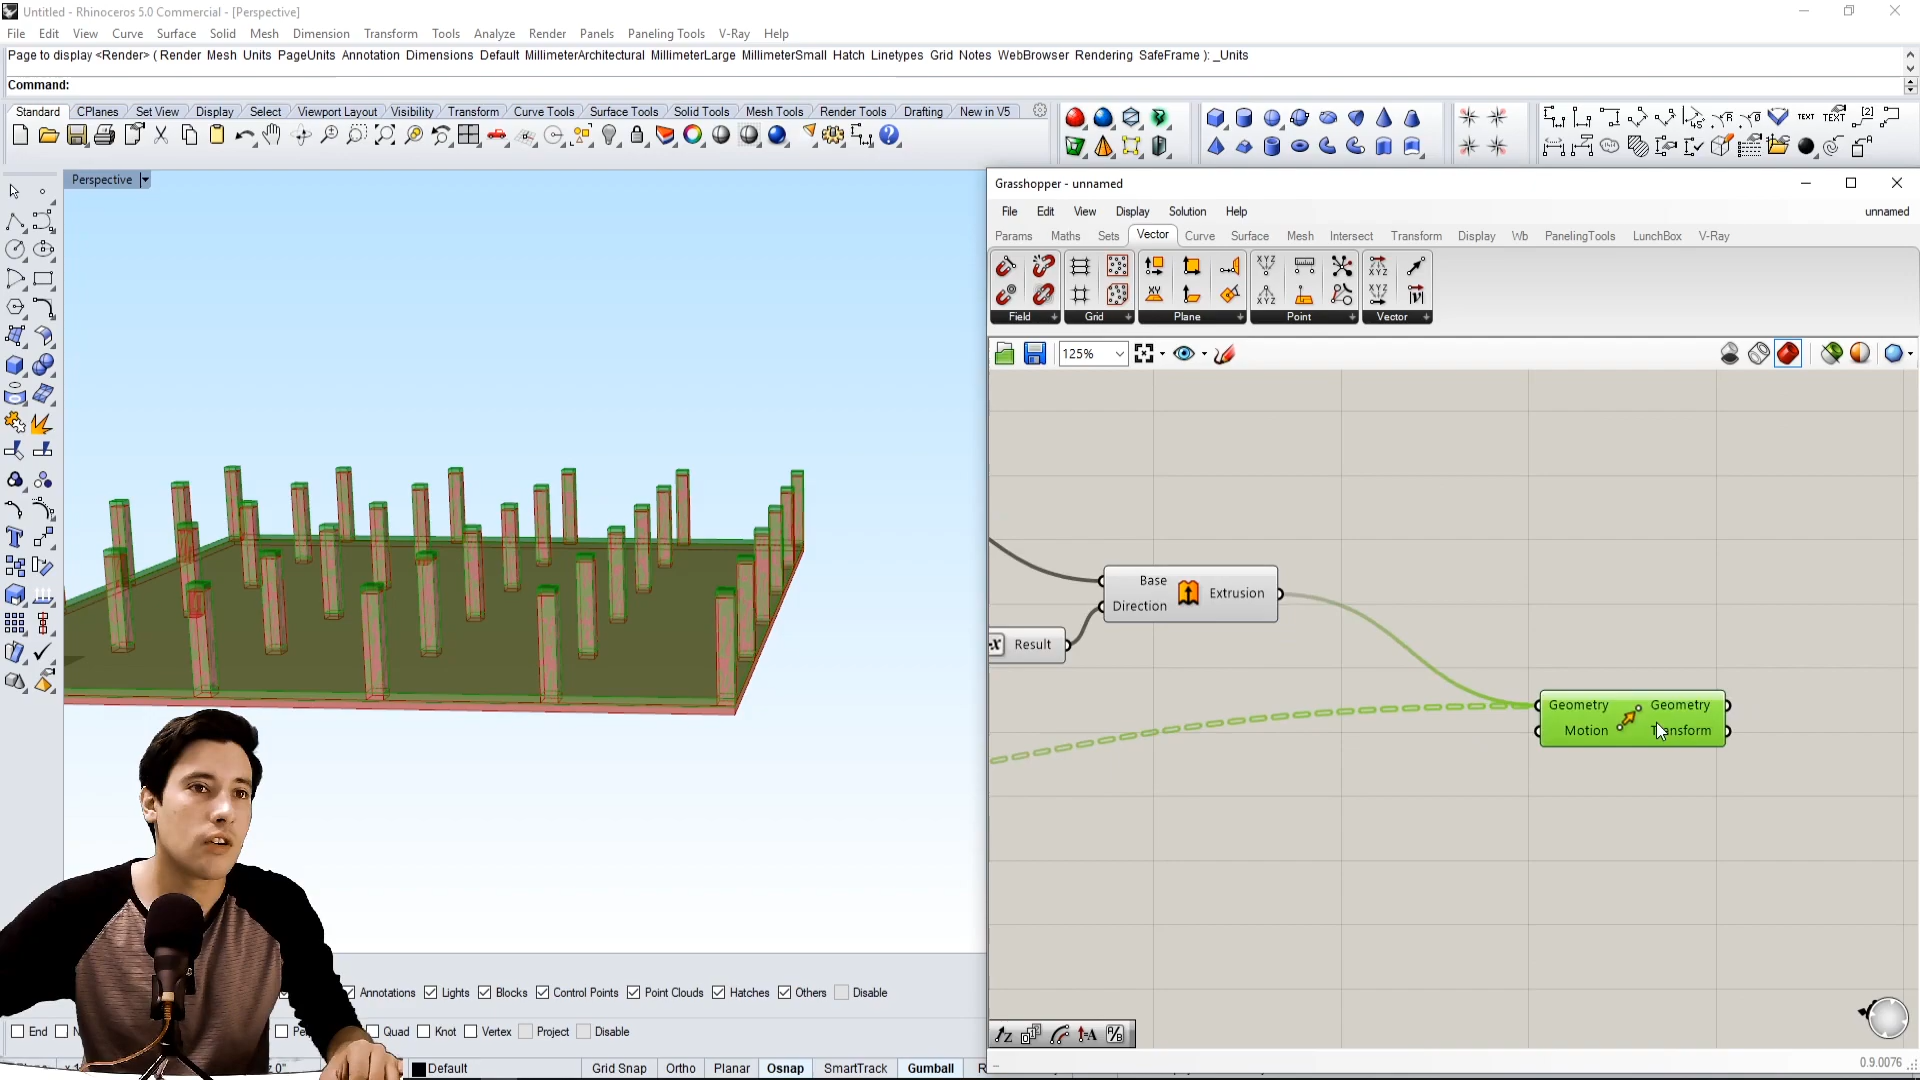 Untitled - Rhinoceros 5.0 Commercial - [Perspective]
File Edit View Curve Surface Solid Mesh Dimension Transform Tools Analyze Render Panels Paneling Tools V-Ray Help
Page to display <Render> ( Render Mesh Units PageUnits Annotation Dimensions Default MillimeterArchitectural MillimeterLarge MillimeterSmall Hatch Linetypes Grid Notes WebBrowser Rendering SafeFrame ): _Units
Command:
Standard CPlanes Set View Display Select Viewport Layout Visibility Transform Curve Tools Surface Tools Solid Tools Mesh Tools Render Tools Drafting New in V5
TEXT TEXT
Perspective
Grasshopper - unnamed
File Edit View Display Solution Help unnamed
Params Maths Sets Vector Curve Surface Mesh Intersect Transform Display Wb PanelingTools LunchBox V-Ray
Field Grid Plane Point Vector
125%
Base
Direction
Extrusion
Result
Geometry Geometry
Motion Transform
Annotations Lights Blocks Control Points Point Clouds Hatches Others Disable
End Quad Knot Vertex Project Disable
Default Grid Snap Ortho Planar Osnap SmartTrack Gumball
0.9.0076